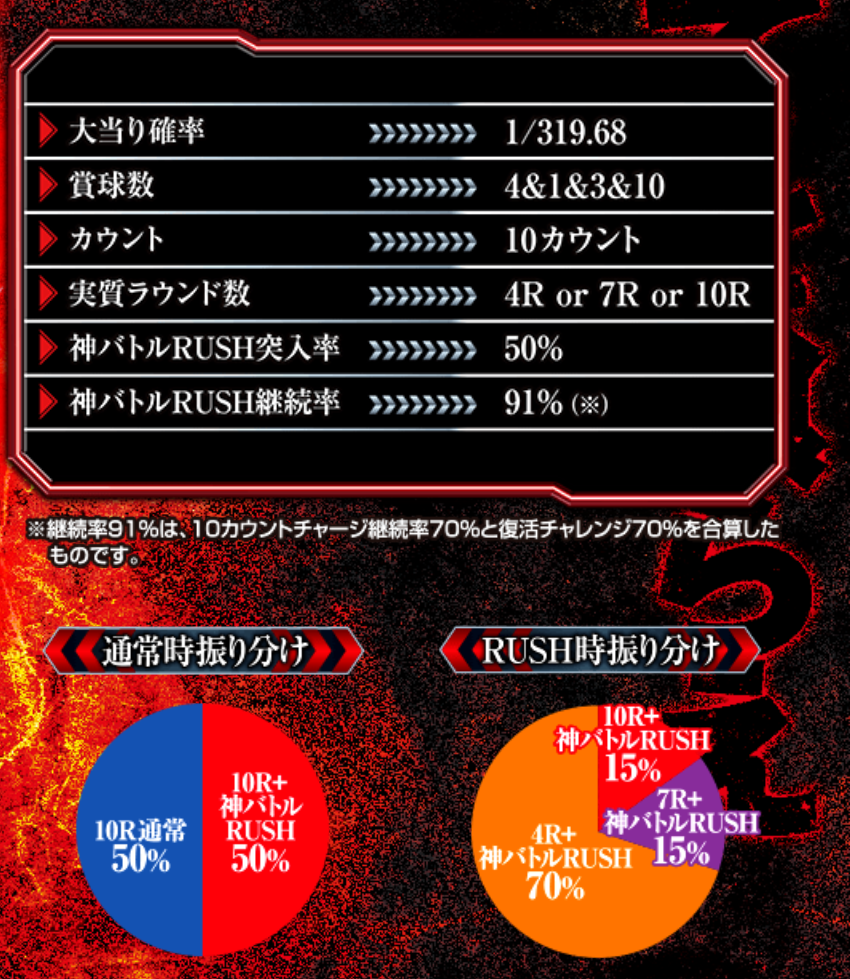 大当り確率 1/319.68
賞球数 4&1&3&10
カウント 10カウント
実質ラウンド数 4R or 7R or 10R
神バトルRUSH突入率 50%
神バトルRUSH継続率 91% (※)
※継続率91%は、10カウントチャージ継続率70%と復活チャレンジ70%を合算した
ものです。
通常時振り分け
10R通常
50%
10R+
神バトル
RUSH
50%
RUSH時振り分け
10R+
神バトルRUSH
15%
7R+
神バトルRUSH
15%
4R+
神バトルRUSH
70%